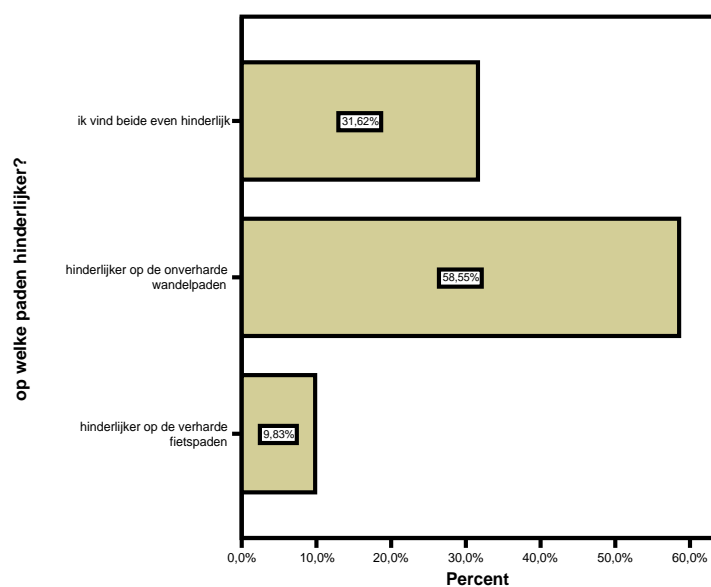 op welke paden hinderlijker?
ik vind beide even hinderlijk
31,62%
hinderlijker op de onverharde
wandelpaden
58,55%
hinderlijker op de verharde
fietspaden
9,83%
0,0% 10,0% 20,0% 30,0% 40,0% 50,0% 60,0%
Percent